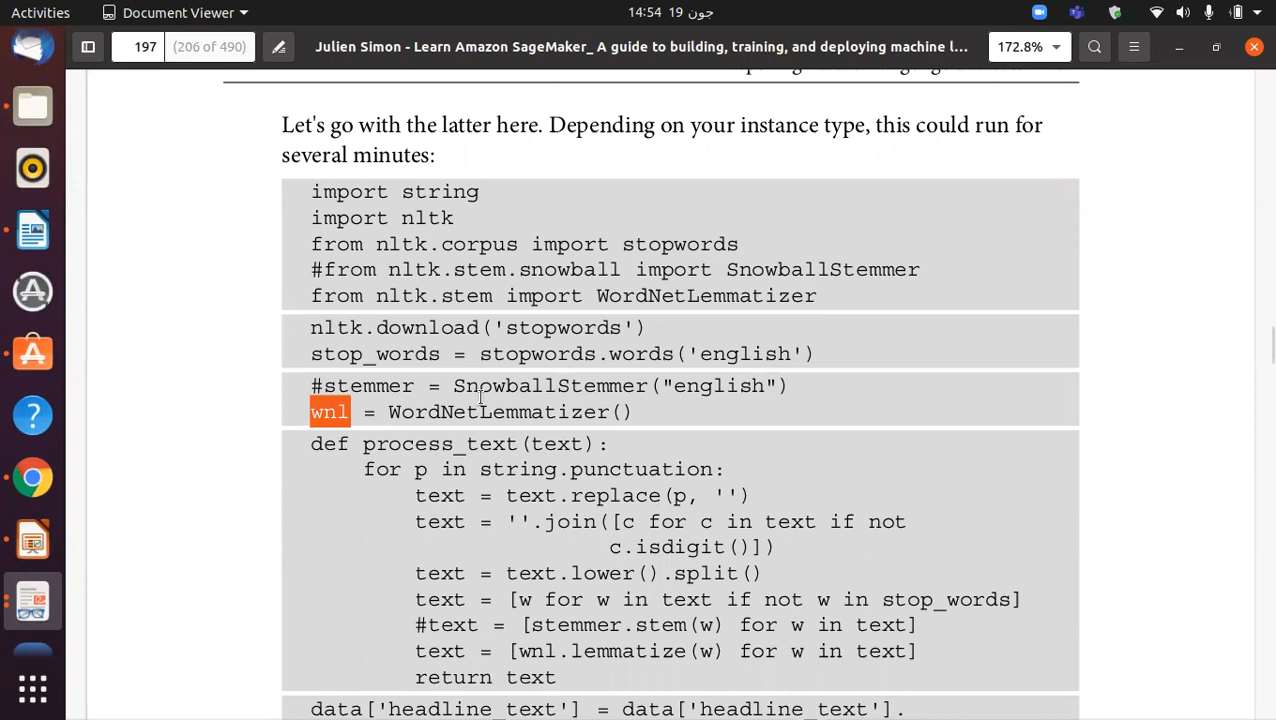 Activities
Document Viewer
14:54 19 جون
197
(206 of 490)
Julien Simon - Learn Amazon SageMaker_ A guide to building, training, and deploying machine l...
172.8%
Let's go with the latter here. Depending on your instance type, this could run for
several minutes:
import string
import nltk
from nltk.corpus import stopwords
#from nltk.stem.snowball import SnowballStemmer
from nltk.stem import WordNetLemmatizer
nltk.download('stopwords')
stop_words = stopwords.words('english')
#stemmer = SnowballStemmer("english")
wnl = WordNetLemmatizer()
def process_text(text):
for p in string.punctuation:
text = text.replace(p, '')
text = ''.join([c for c in text if not
c.isdigit()])
text = text.lower().split()
text = [w for w in text if not w in stop_words]
#text = [stemmer.stem(w) for w in text]
text = [wnl.lemmatize(w) for w in text]
return text
data['headline_text'] = data['headline_text'].